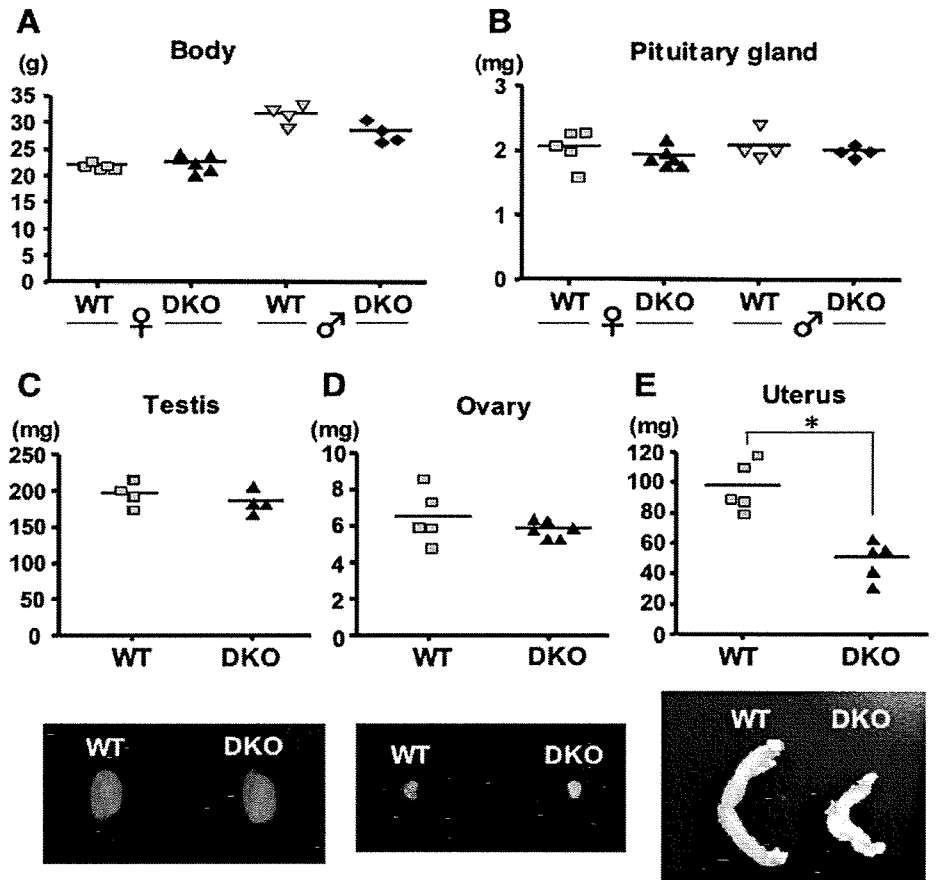 A
Body
(g)
35
30
25
20
15
10
5
0
WT DKO WT DKO
♀ ♂
B
Pituitary gland
(mg)
3
2
1
0
WT DKO WT DKO
♀ ♂
C
Testis
(mg)
250
200
150
100
50
0
WT DKO
WT DKO
D
Ovary
(mg)
10
8
6
4
2
0
WT DKO
WT DKO
E
Uterus
(mg)
*
120
100
80
60
40
20
0
WT DKO
WT DKO